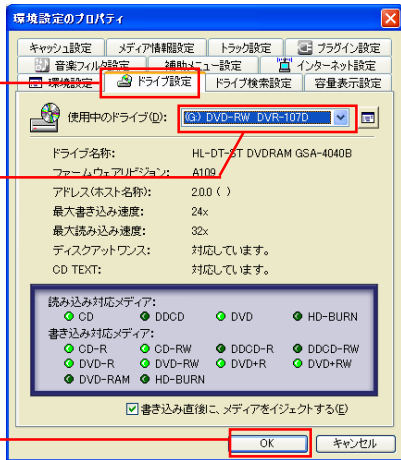 環境設定のプロパティ
キャッシュ設定 メディア情報設定 トラック設定 プラグイン設定
音楽フィルタ設定 補助メニュー設定 インターネット設定
環境設定 ドライブ設定 ドライブ検索設定 容量表示設定
使用中のドライブ(D): (G:) DVD-RW DVR-107D
ドライブ名称: HL-DT-ST DVDRAM GSA-4040B
ファームウェアリビジョン: A109
アドレス(ホスト名称): 2.0.0 ( )
最大書き込み速度: 24x
最大読み込み速度: 32x
ディスクアットワンス: 対応しています。
CD TEXT: 対応しています。
読み込み対応メディア:
CD DDCD DVD HD-BURN
書き込み対応メディア:
CD-R CD-RW DDCD-R DDCD-RW
DVD-R DVD-RW DVD+R DVD+RW
DVD-RAM HD-BURN
書き込み直後に、メディアをイジェクトする(E)
OK キャンセル